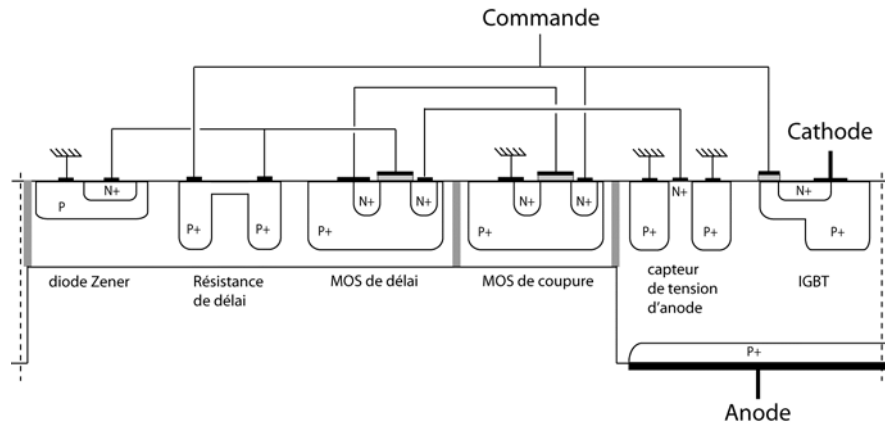 Commande
Cathode
N+
P
P+
P+
N+
N+
P+
N+
N+
P+
N+
P+
P+
N+
P+
diode Zener
Résistance
de délai
MOS de délai
MOS de coupure
capteur
de tension
d'anode
IGBT
P+
Anode